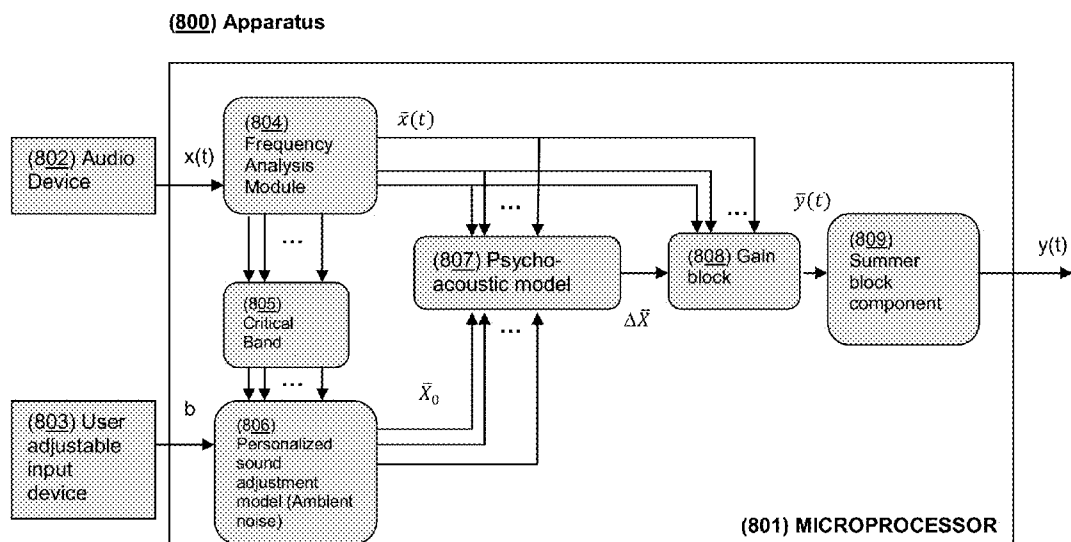 (800) Apparatus
(804)
Frequency
Analysis
Module
x̄(t)
(802) Audio
Device
x(t)
...
...
...
ȳ(t)
(807) Psycho-
acoustic model
(808) Gain
block
(809)
Summer
block
component
y(t)
(805)
Critical
Band
ΔX̄
...
...
X̄₀
(803) User
adjustable
input
device
b
(806)
Personalized
sound
adjustment
model (Ambient
noise)
(801) MICROPROCESSOR